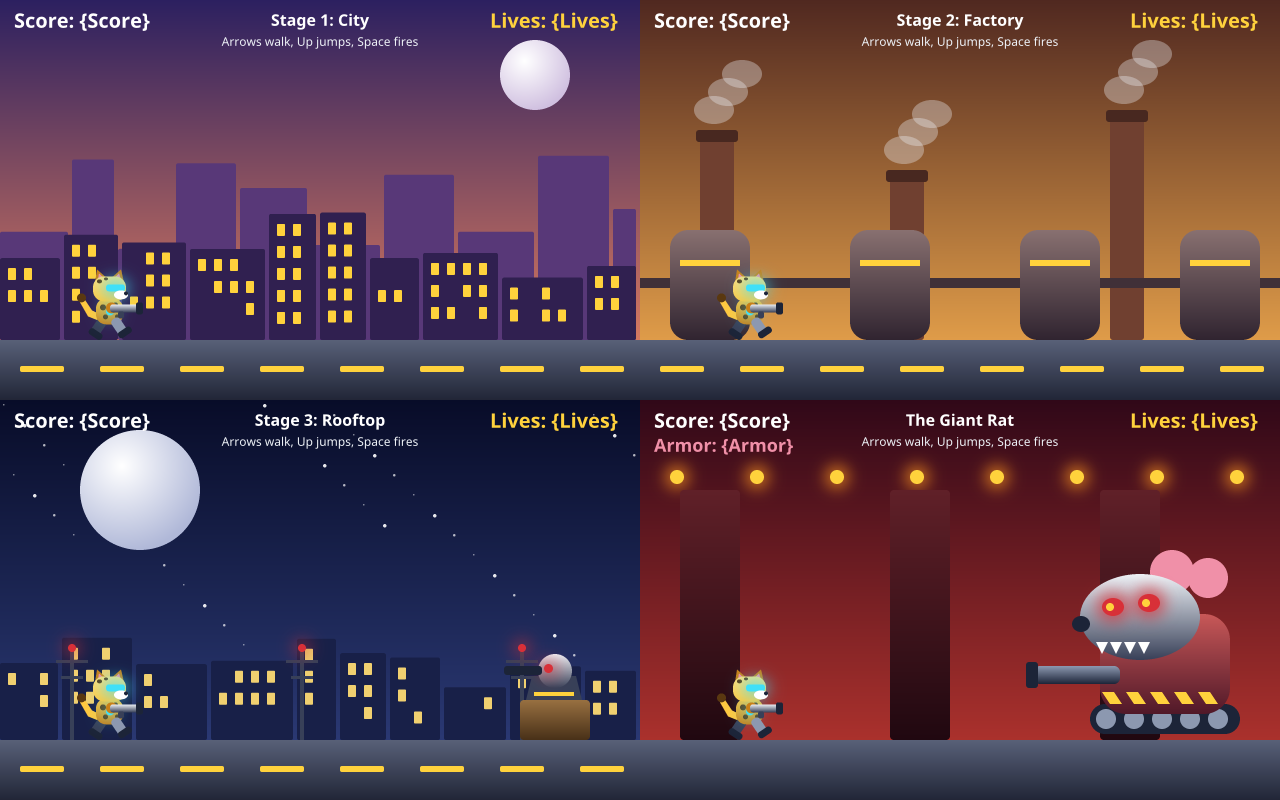 Score: {Score}
Stage 1: City
Lives: {Lives}
Arrows walk, Up jumps, Space fires
Score: {Score}
Stage 2: Factory
Lives: {Lives}
Arrows walk, Up jumps, Space fires
Score: {Score}
Stage 3: Rooftop
Lives: {Lives}
Arrows walk, Up jumps, Space fires
Score: {Score}
The Giant Rat
Lives: {Lives}
Armor: {Armor}
Arrows walk, Up jumps, Space fires